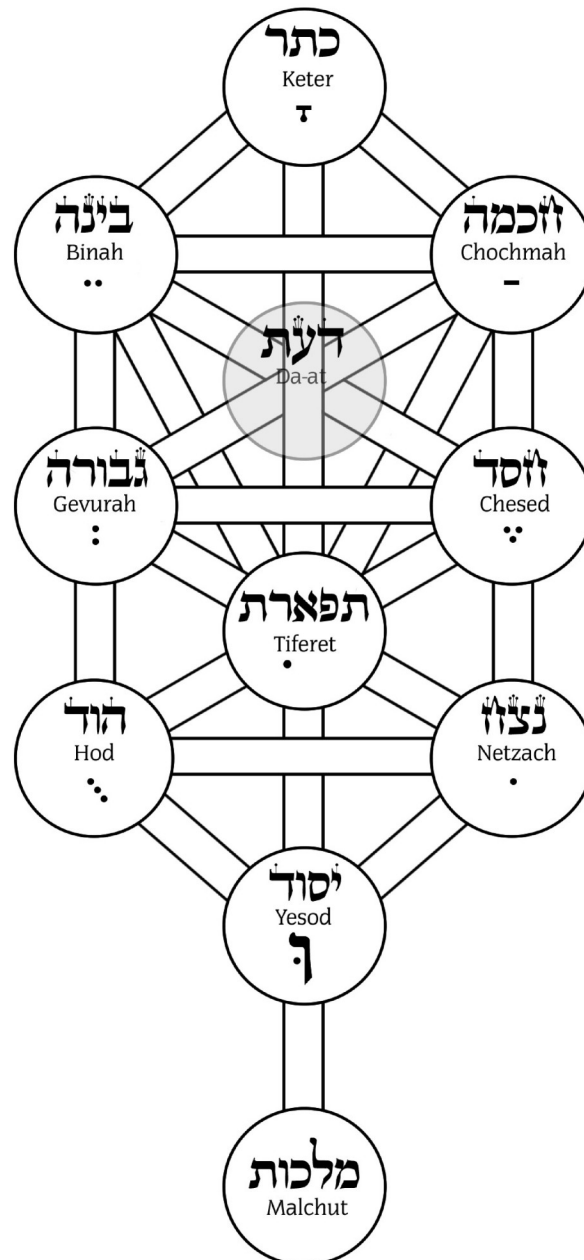 כתר
Keter
בינה
Binah
חכמה
Chochmah
דעת
Da-at
גבורה
Gevurah
חסד
Chesed
תפארת
Tiferet
הוד
Hod
נצח
Netzach
יסוד
Yesod
וּ
מלכות
Malchut